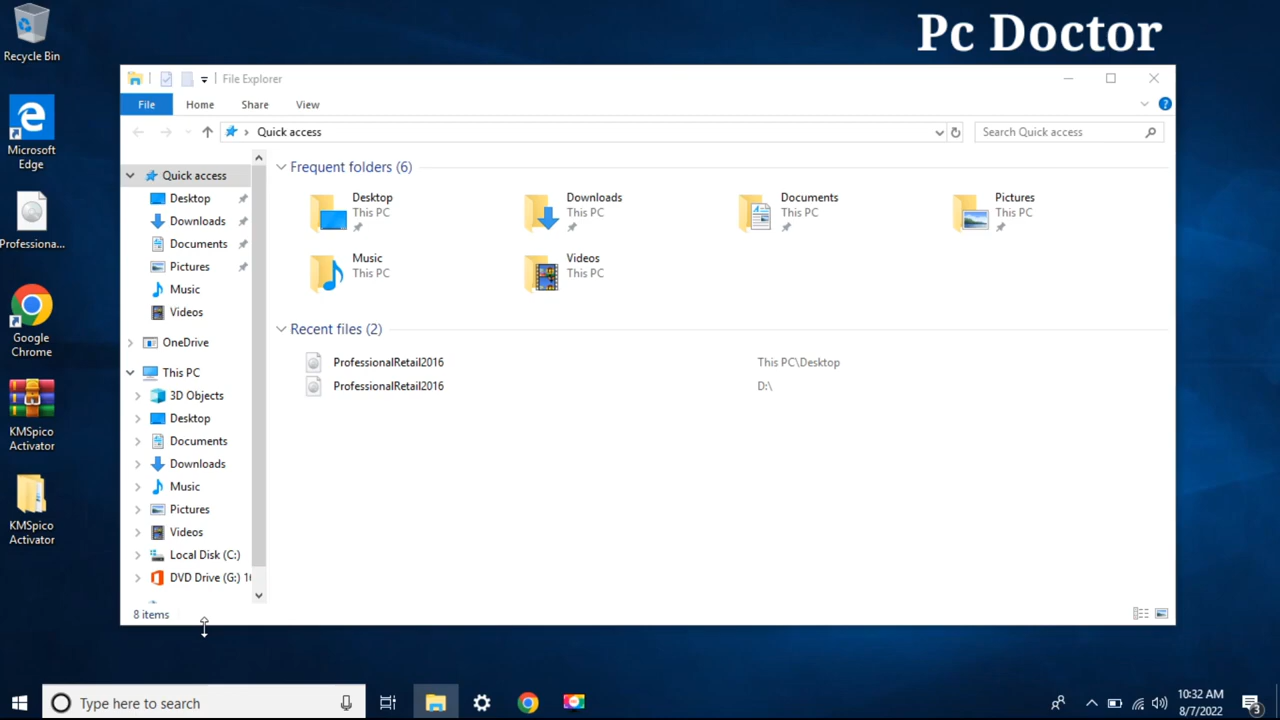 Pc Doctor
Recycle Bin
Microsoft
Edge
Professiona...
Google
Chrome
KMSpico
Activator
KMSpico
Activator
File Explorer
File Home Share View
Quick access
Search Quick access
Quick access
Desktop
Downloads
Documents
Pictures
Music
Videos
OneDrive
This PC
3D Objects
Desktop
Documents
Downloads
Music
Pictures
Videos
Local Disk (C:)
DVD Drive (G:) 1
8 items
Frequent folders (6)
Desktop
This PC
Downloads
This PC
Documents
This PC
Pictures
This PC
Music
This PC
Videos
This PC
Recent files (2)
ProfessionalRetail2016 This PC\Desktop
ProfessionalRetail2016 D:\
Type here to search
10:32 AM
8/7/2022
3